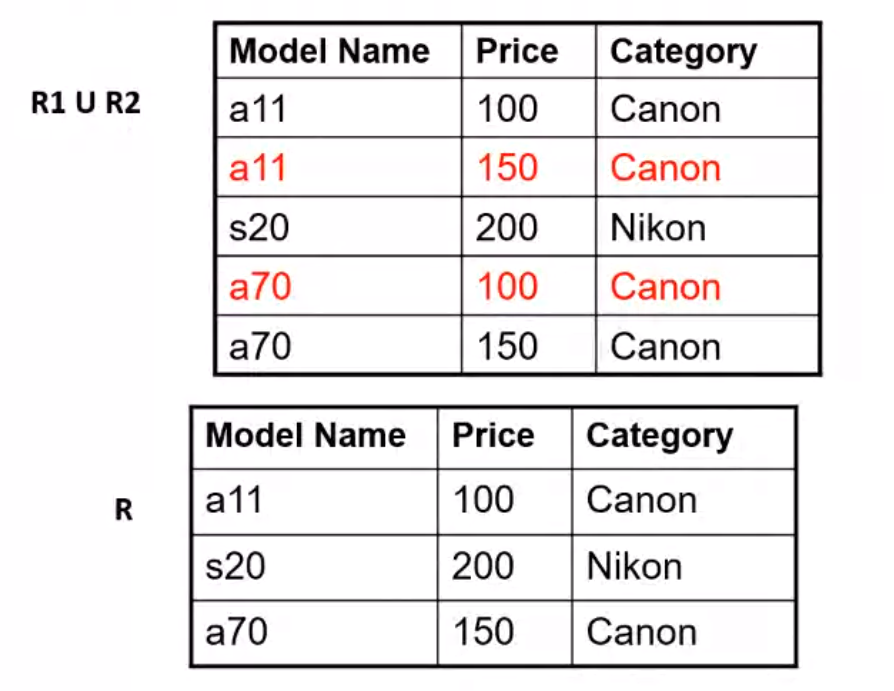 Model Name Price Category
R1 U R2
a11 100 Canon
a11 150 Canon
s20 200 Nikon
a70 100 Canon
a70 150 Canon
Model Name Price Category
R
a11 100 Canon
s20 200 Nikon
a70 150 Canon